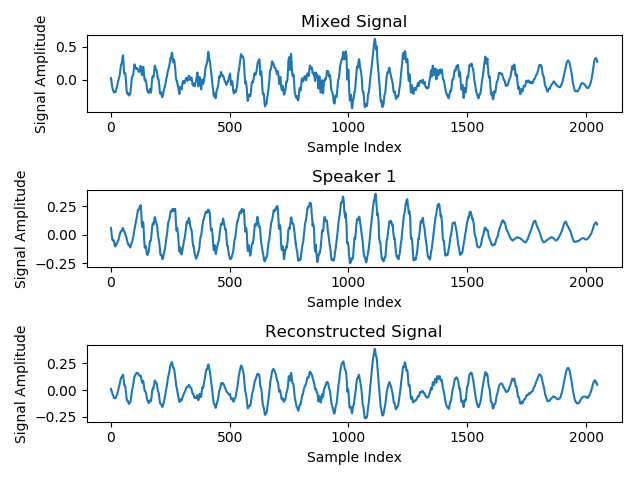 Mixed Signal
Signal Amplitude
0.5
0.0
0 500 1000 1500 2000
Sample Index
Speaker 1
Signal Amplitude
0.25
0.00
−0.25
0 500 1000 1500 2000
Sample Index
Reconstructed Signal
Signal Amplitude
0.25
0.00
−0.25
0 500 1000 1500 2000
Sample Index